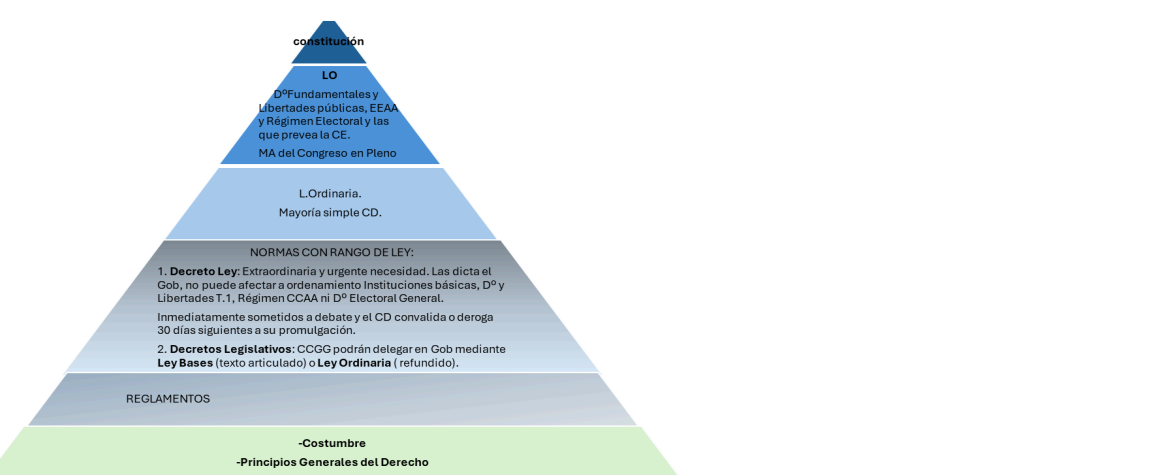 constitución
LO
DºFundamentales y
Libertades públicas, EEAA
y Régimen Electoral y las
que prevea la CE.
MA del Congreso en Pleno
L.Ordinaria.
Mayoría simple CD.
NORMAS CON RANGO DE LEY:
1. Decreto Ley: Extraordinaria y urgente necesidad. Las dicta el
Gob, no puede afectar a ordenamiento Instituciones básicas, Dº y
Libertades T.1, Régimen CCAA ni Dº Electoral General.
Inmediatamente sometidos a debate y el CD convalida o deroga
30 días siguientes a su promulgación.
2. Decretos Legislativos: CCGG podrán delegar en Gob mediante
Ley Bases (texto articulado) o Ley Ordinaria ( refundido).
REGLAMENTOS
-Costumbre
-Principios Generales del Derecho